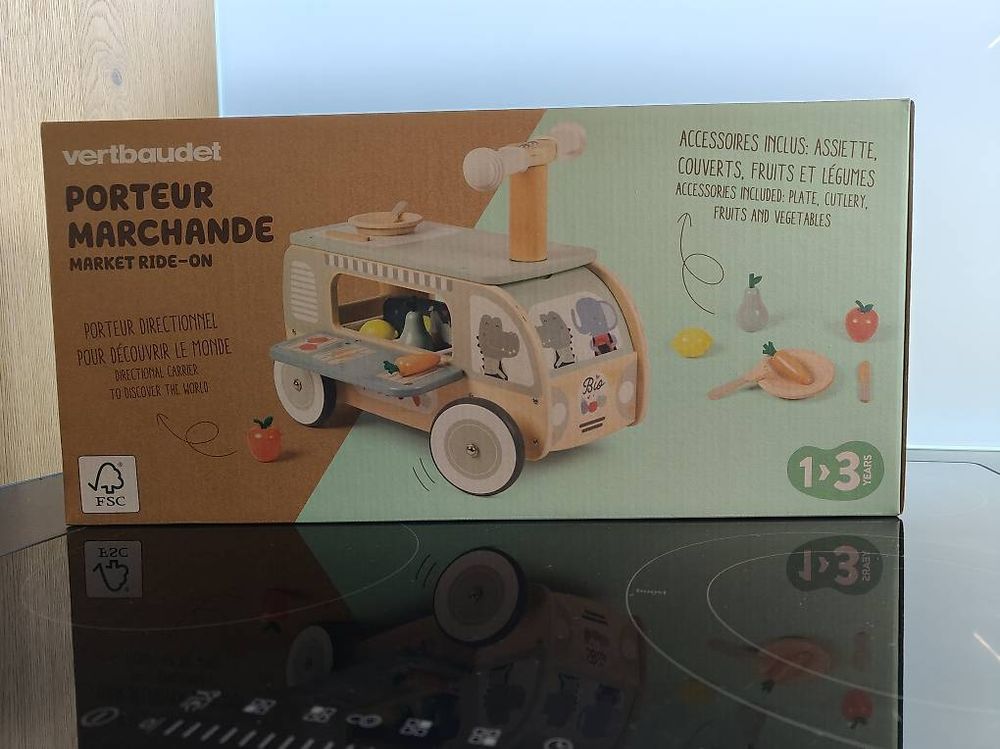 vertbaudet
PORTEUR
MARCHANDE
MARKET RIDE-ON
PORTEUR DIRECTIONNEL
POUR DÉCOUVRIR LE MONDE
DIRECTIONAL CARRIER
TO DISCOVER THE WORLD
FSC
Bio
ACCESSOIRES INCLUS: ASSIETTE,
COUVERTS, FRUITS ET LÉGUMES
ACCESSORIES INCLUDED: PLATE, CUTLERY,
FRUITS AND VEGETABLES
1>3 YEARS
boost